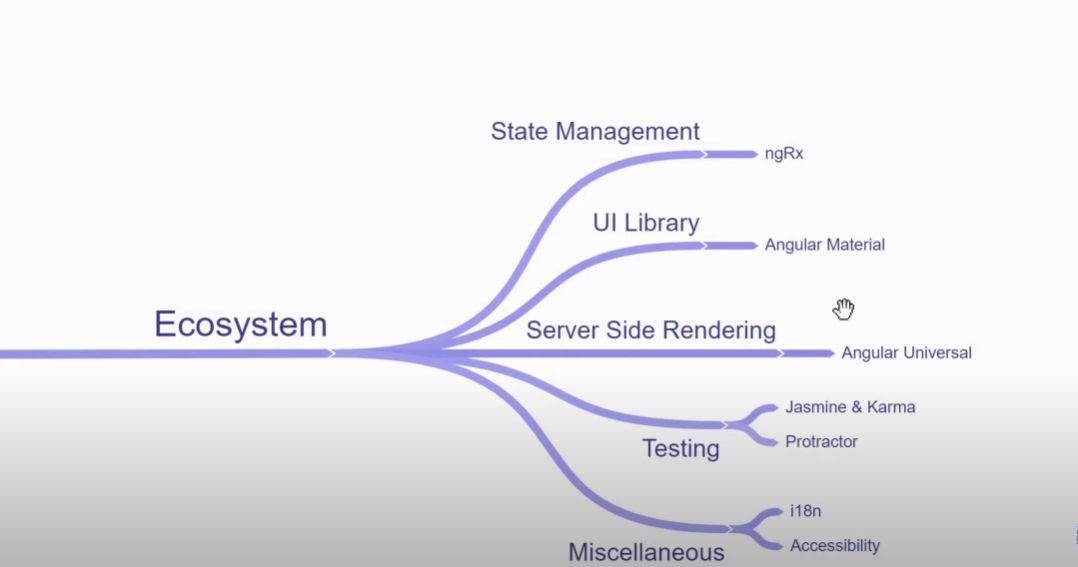 State Management
ngRx
UI Library
Angular Material
Ecosystem
Server Side Rendering
Angular Universal
Jasmine & Karma
Testing
Protractor
i18n
Miscellaneous
Accessibility